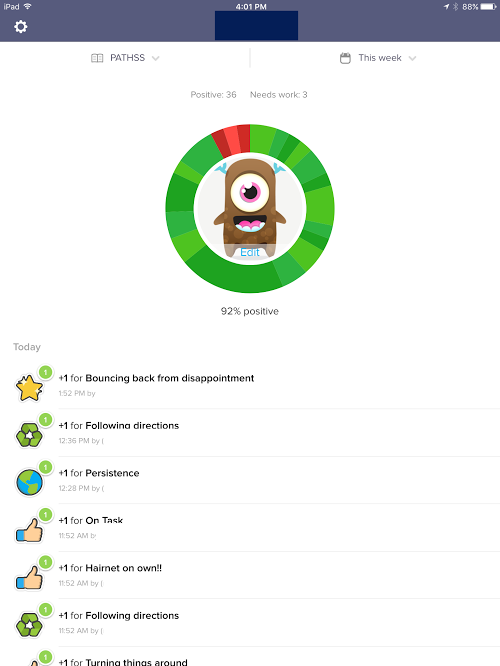 iPad
4:01 PM
88%
PATHSS
This week
Positive: 36 Needs work: 3
Edit
92% positive
Today
1
+1 for Bouncing back from disappointment
1:52 PM by
1
+1 for Following directions
12:36 PM by (
1
+1 for Persistence
12:28 PM by (
1
+1 for On Task
11:52 AM by
1
+1 for Hairnet on own!!
11:52 AM by (
1
+1 for Following directions
11:52 AM by (
1
+1 for Turning things around